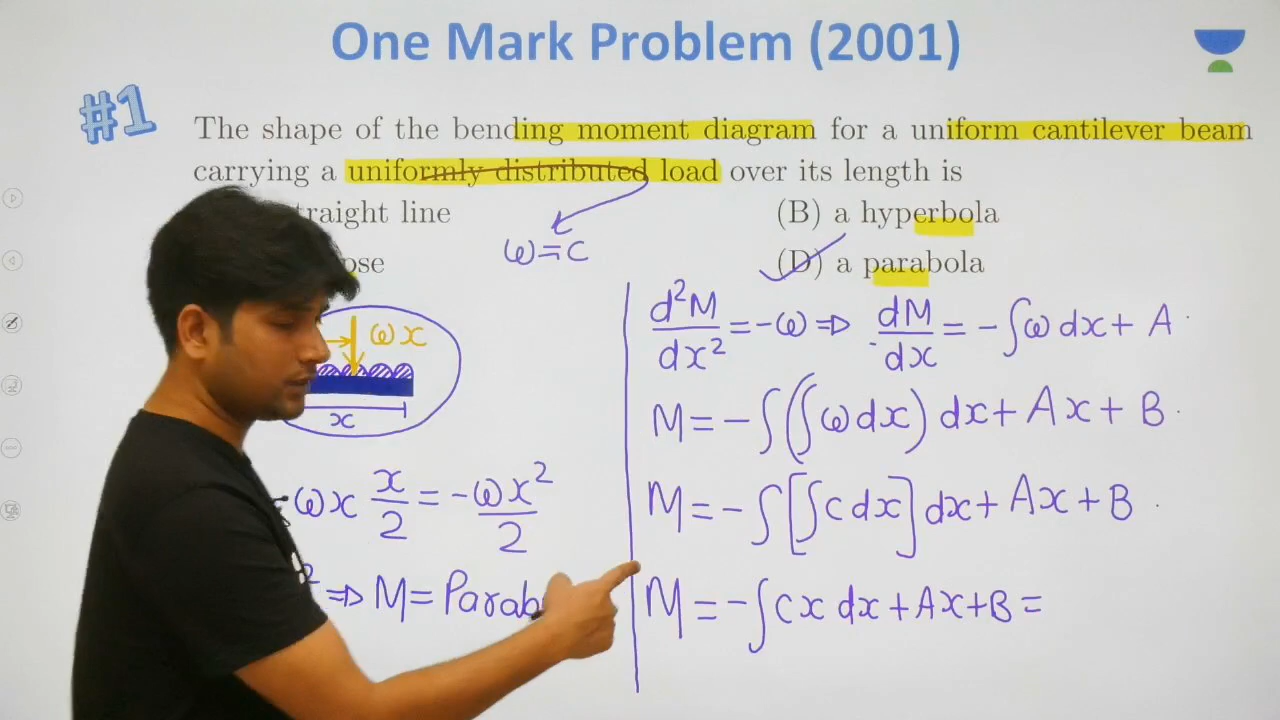 One Mark Problem (2001)
#1
The shape of the bending moment diagram for a uniform cantilever beam
carrying a uniformly distributed load over its length is
traight line
(B) a hyperbola
ω = C
ose
(D) a parabola
ωx
x
-ωx x/2 = -ωx²/2
² ⇒ M = Parab
d²M/dx² = -ω ⇒ dM/dx = -∫ω dx + A
M = -∫(∫ωdx) dx + Ax + B
M = -∫[∫C dx] dx + Ax + B
M = -∫Cx dx + Ax + B =